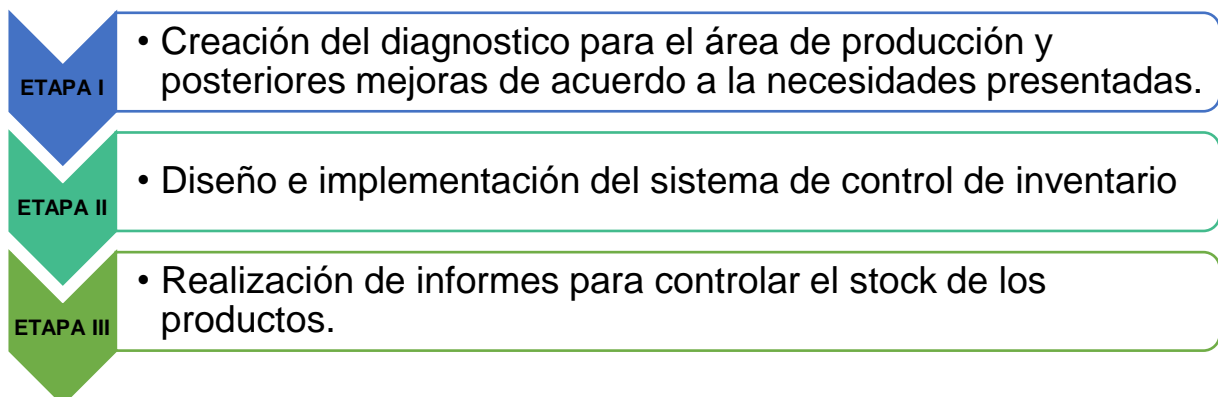 ETAPA I
• Creación del diagnostico para el área de producción y
posteriores mejoras de acuerdo a la necesidades presentadas.
ETAPA II
• Diseño e implementación del sistema de control de inventario
ETAPA III
• Realización de informes para controlar el stock de los
productos.